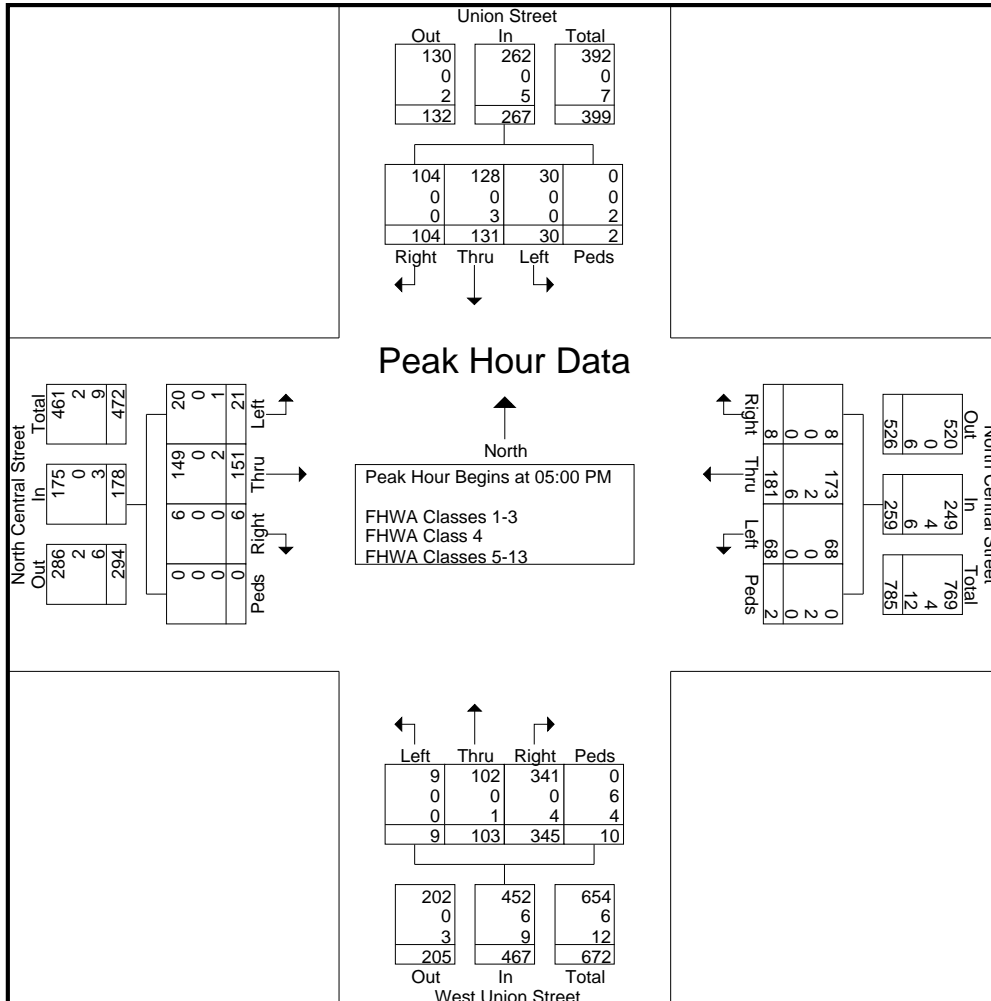 Union Street
Out In Total
130 262 392
0 0 0
2 5 7
132 267 399
104 128 30 0
0 0 0 0
0 3 0 2
104 131 30 2
Right Thru Left Peds
Peak Hour Data
North
Peak Hour Begins at 05:00 PM
FHWA Classes 1-3
FHWA Class 4
FHWA Classes 5-13
North Central Street
Out In Total
286 175 461
2 0 2
6 3 9
294 178 472
Peds Right Thru Left
0 6 149 20
0 0 0 0
0 0 2 1
0 6 151 21
North Central Street
Out In Total
520 249 769
0 4 4
6 6 12
526 259 785
8 173 68 0
0 2 0 2
0 6 0 0
8 181 68 2
Right Thru Left Peds
Left Thru Right Peds
9 102 341 0
0 0 0 6
0 1 4 4
9 103 345 10
202 452 654
0 6 6
3 9 12
205 467 672
Out In Total
West Union Street